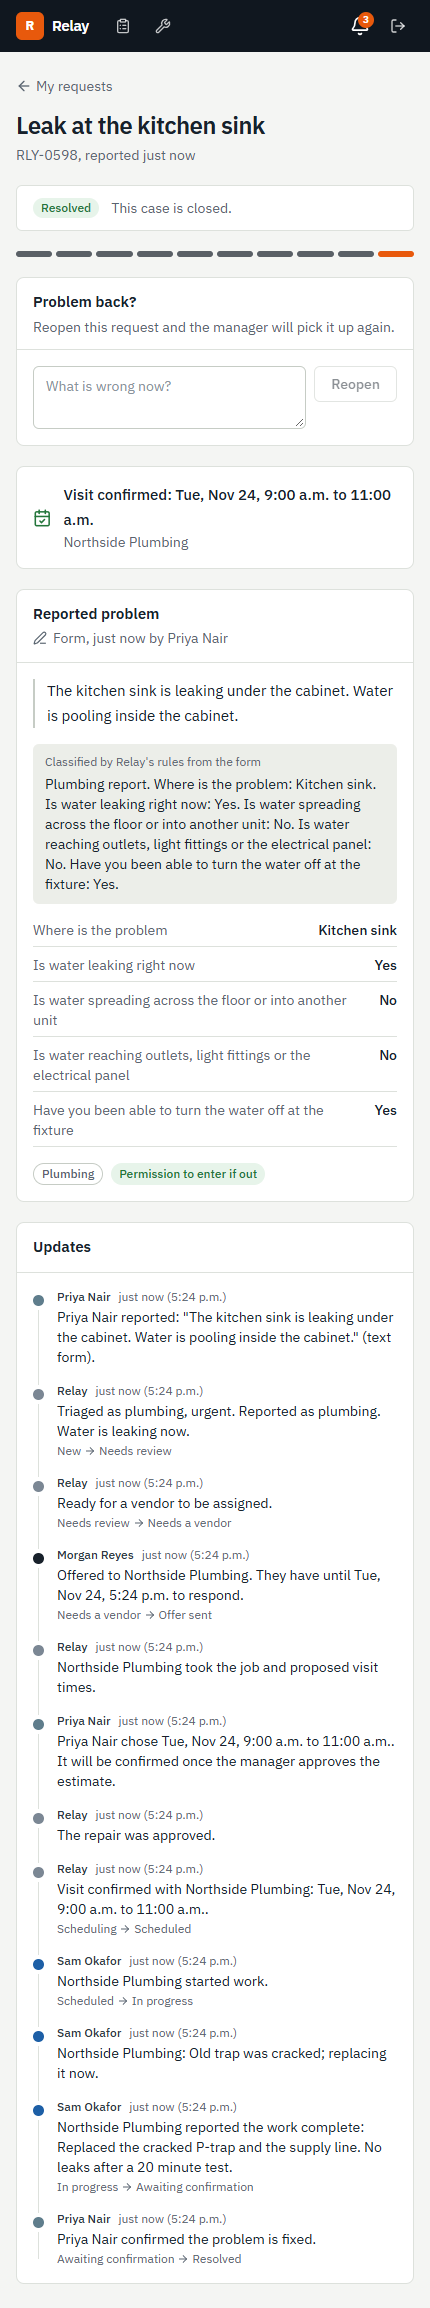 R Relay 3
← My requests
Leak at the kitchen sink
RLY-0598, reported just now
Resolved This case is closed.
Problem back?
Reopen this request and the manager will pick it up again.
What is wrong now?
Reopen
Visit confirmed: Tue, Nov 24, 9:00 a.m. to 11:00
a.m.
Northside Plumbing
Reported problem
Form, just now by Priya Nair
The kitchen sink is leaking under the cabinet. Water
is pooling inside the cabinet.
Classified by Relay's rules from the form
Plumbing report. Where is the problem: Kitchen sink.
Is water leaking right now: Yes. Is water spreading
across the floor or into another unit: No. Is water
reaching outlets, light fittings or the electrical panel:
No. Have you been able to turn the water off at the
fixture: Yes.
Where is the problem Kitchen sink
Is water leaking right now Yes
Is water spreading across the floor or into another No
unit
Is water reaching outlets, light fittings or the No
electrical panel
Have you been able to turn the water off at the Yes
fixture
Plumbing Permission to enter if out
Updates
Priya Nair just now (5:24 p.m.)
Priya Nair reported: "The kitchen sink is leaking under
the cabinet. Water is pooling inside the cabinet." (text
form).
Relay just now (5:24 p.m.)
Triaged as plumbing, urgent. Reported as plumbing.
Water is leaking now.
New → Needs review
Relay just now (5:24 p.m.)
Ready for a vendor to be assigned.
Needs review → Needs a vendor
Morgan Reyes just now (5:24 p.m.)
Offered to Northside Plumbing. They have until Tue,
Nov 24, 5:24 p.m. to respond.
Needs a vendor → Offer sent
Relay just now (5:24 p.m.)
Northside Plumbing took the job and proposed visit
times.
Priya Nair just now (5:24 p.m.)
Priya Nair chose Tue, Nov 24, 9:00 a.m. to 11:00 a.m..
It will be confirmed once the manager approves the
estimate.
Relay just now (5:24 p.m.)
The repair was approved.
Relay just now (5:24 p.m.)
Visit confirmed with Northside Plumbing: Tue, Nov 24,
9:00 a.m. to 11:00 a.m..
Scheduling → Scheduled
Sam Okafor just now (5:24 p.m.)
Northside Plumbing started work.
Scheduled → In progress
Sam Okafor just now (5:24 p.m.)
Northside Plumbing: Old trap was cracked; replacing
it now.
Sam Okafor just now (5:24 p.m.)
Northside Plumbing reported the work complete:
Replaced the cracked P-trap and the supply line. No
leaks after a 20 minute test.
In progress → Awaiting confirmation
Priya Nair just now (5:24 p.m.)
Priya Nair confirmed the problem is fixed.
Awaiting confirmation → Resolved